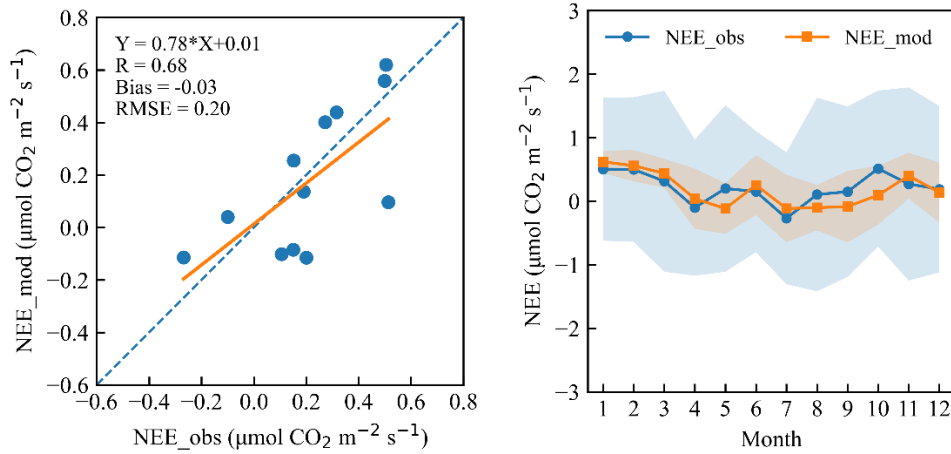 Y = 0.78*X+0.01
R = 0.68
Bias = -0.03
RMSE = 0.20
NEE_mod (μmol CO₂ m⁻² s⁻¹)
0.8
0.6
0.4
0.2
0.0
−0.2
−0.4
−0.6
−0.6 −0.4 −0.2 0.0 0.2 0.4 0.6 0.8
NEE_obs (μmol CO₂ m⁻² s⁻¹)
NEE_obs NEE_mod
NEE (μmol CO₂ m⁻² s⁻¹)
3
2
1
0
−1
−2
−3
1 2 3 4 5 6 7 8 9 10 11 12
Month